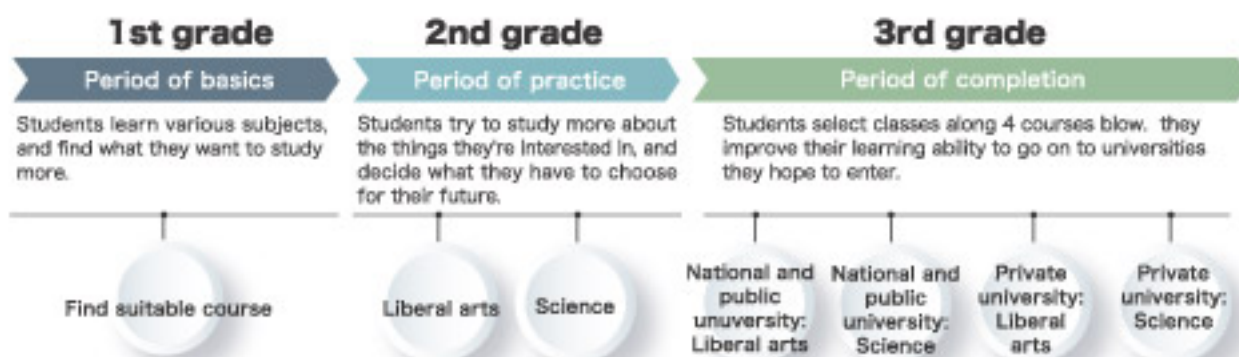 1st grade
Period of basics
Students learn various subjects,
and find what they want to study
more.
Find suitable course
2nd grade
Period of practice
Students try to study more about
the things they're interested in, and
decide what they have to choose
for their future.
Liberal arts
Science
3rd grade
Period of completion
Students select classes along 4 courses blow. they
improve their learning ability to go on to universities
they hope to enter.
National and
public
unuversity:
Liberal arts
National and
public
university:
Science
Private
university:
Liberal
arts
Private
university:
Science